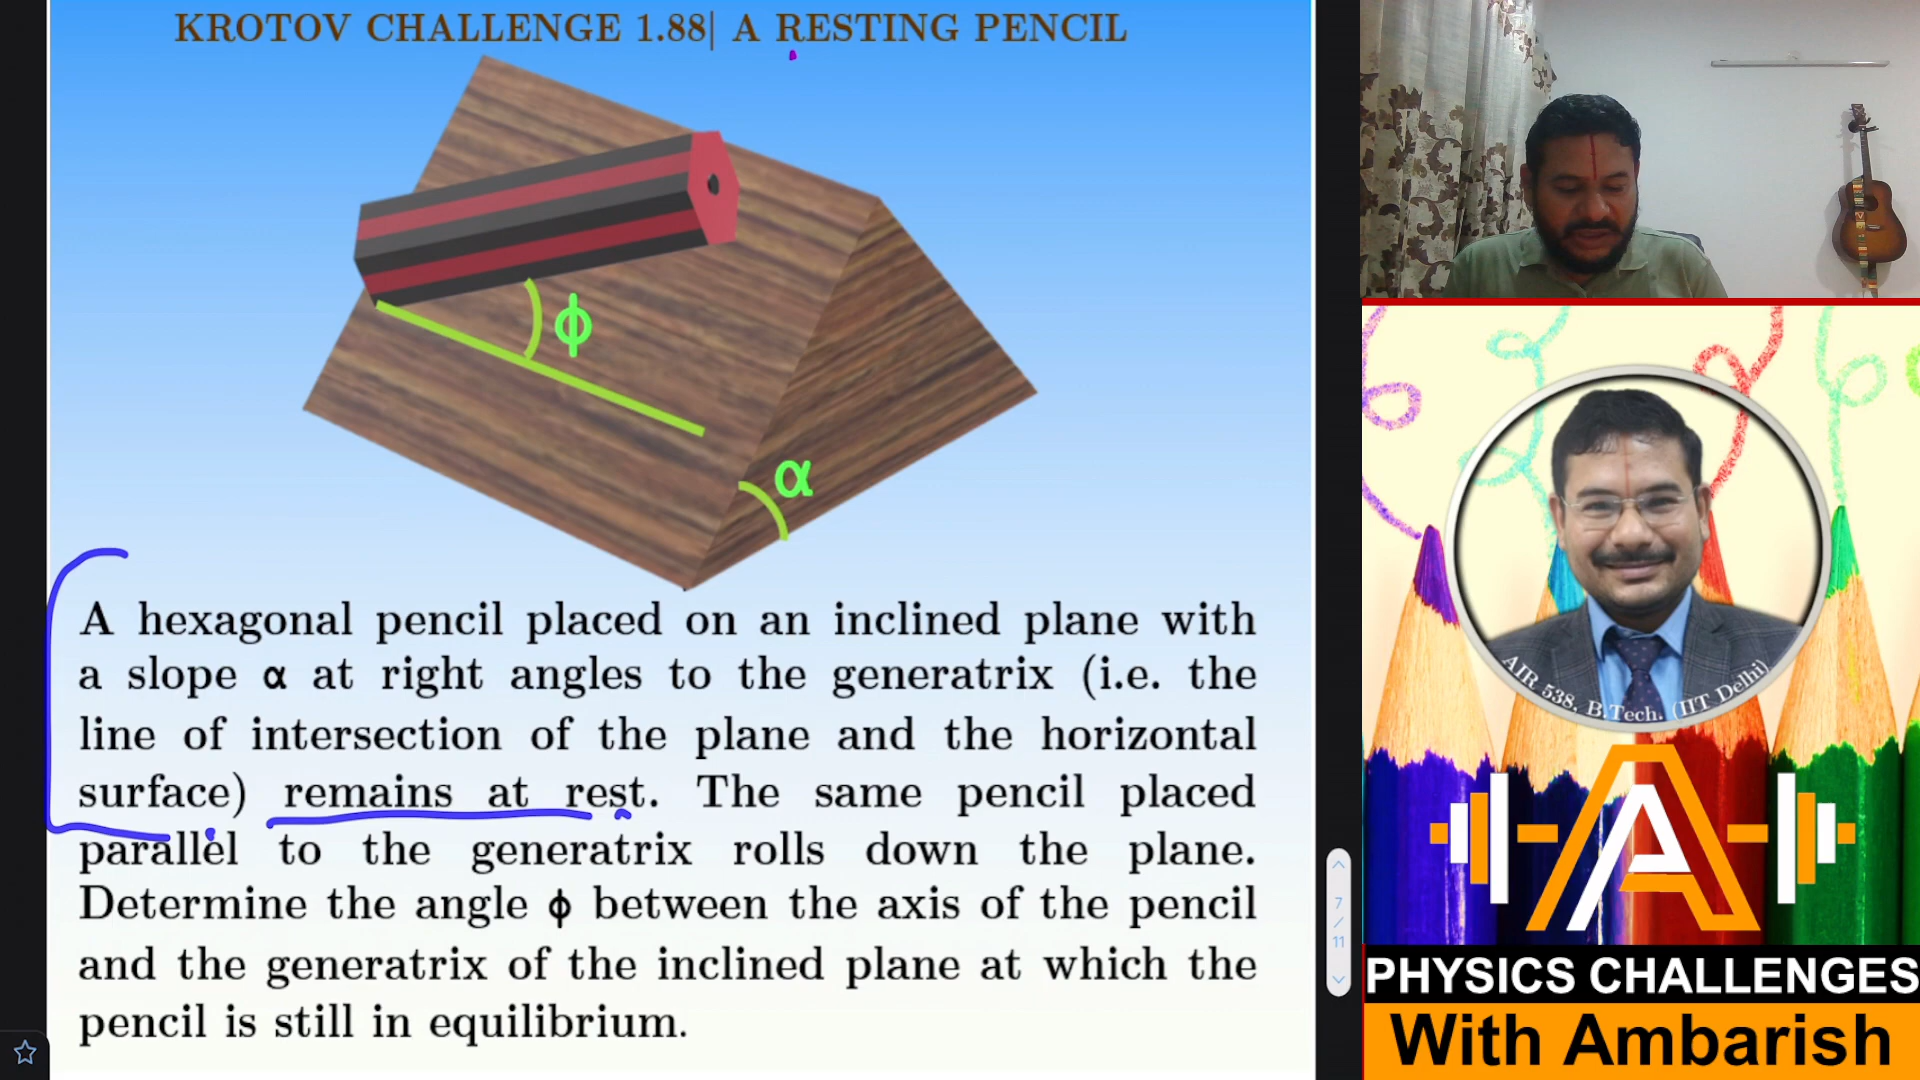 KROTOV CHALLENGE 1.88| A RESTING PENCIL
ϕ
α
A hexagonal pencil placed on an inclined plane with
a slope α at right angles to the generatrix (i.e. the
line of intersection of the plane and the horizontal
surface) remains at rest. The same pencil placed
parallel to the generatrix rolls down the plane.
Determine the angle ϕ between the axis of the pencil
and the generatrix of the inclined plane at which the
pencil is still in equilibrium.
7
/
11
AIR 538, B.Tech. (IIT Delhi)
A
PHYSICS CHALLENGES
With Ambarish